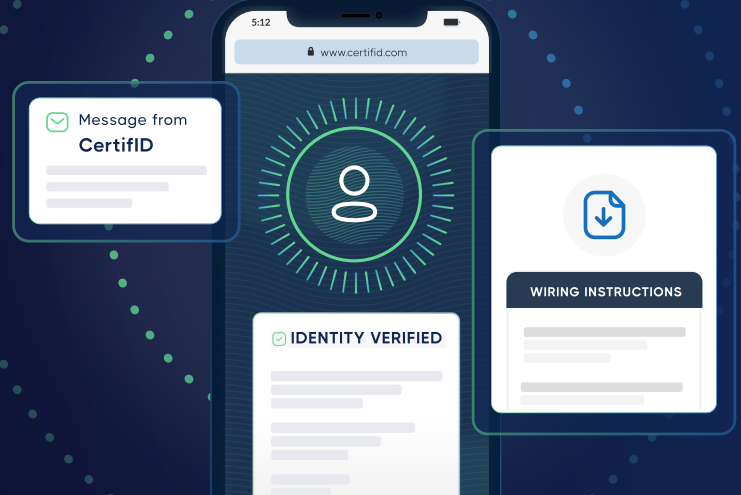 5:12
www.certifid.com
Message from
CertifID
IDENTITY VERIFIED
WIRING INSTRUCTIONS